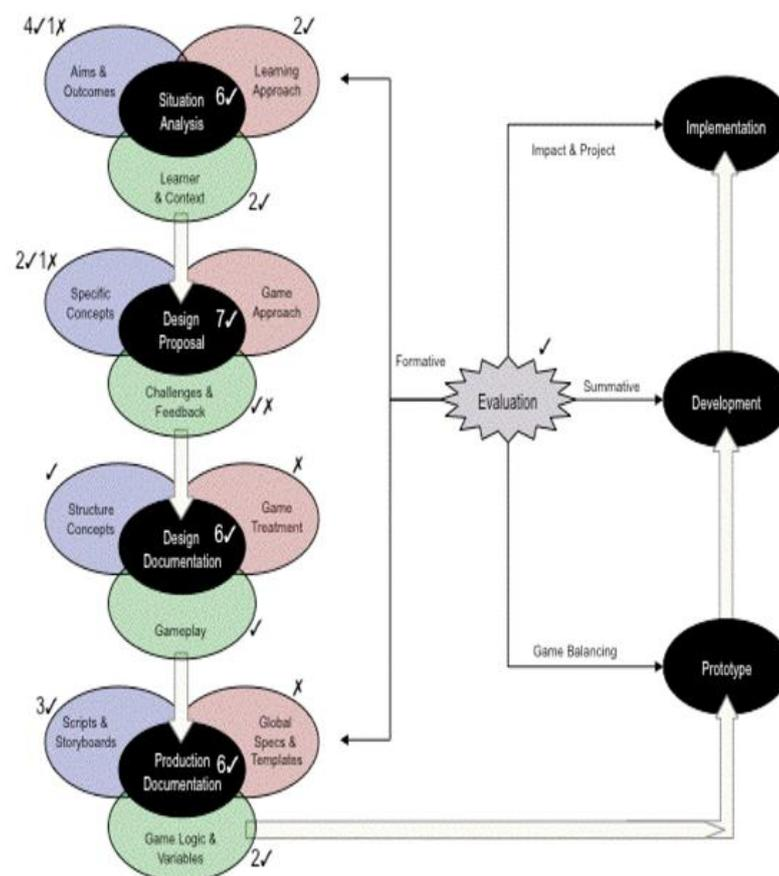 4✓1✗
2✓
Aims &
Outcomes
Learning
Approach
Situation
Analysis
6✓
Learner
& Context
2✓
2✓1✗
Specific
Concepts
Game
Approach
Design
Proposal
7✓
Challenges &
Feedback
✓✗
✓
✗
Structure
Concepts
Game
Treatment
Design
Documentation
6✓
Gameplay
✓
3✓
✗
Scripts &
Storyboards
Global
Specs &
Templates
Production
Documentation
6✓
Game Logic &
Variables
2✓
Formative
Evaluation
✓
Impact & Project
Summative
Game Balancing
Implementation
Development
Prototype